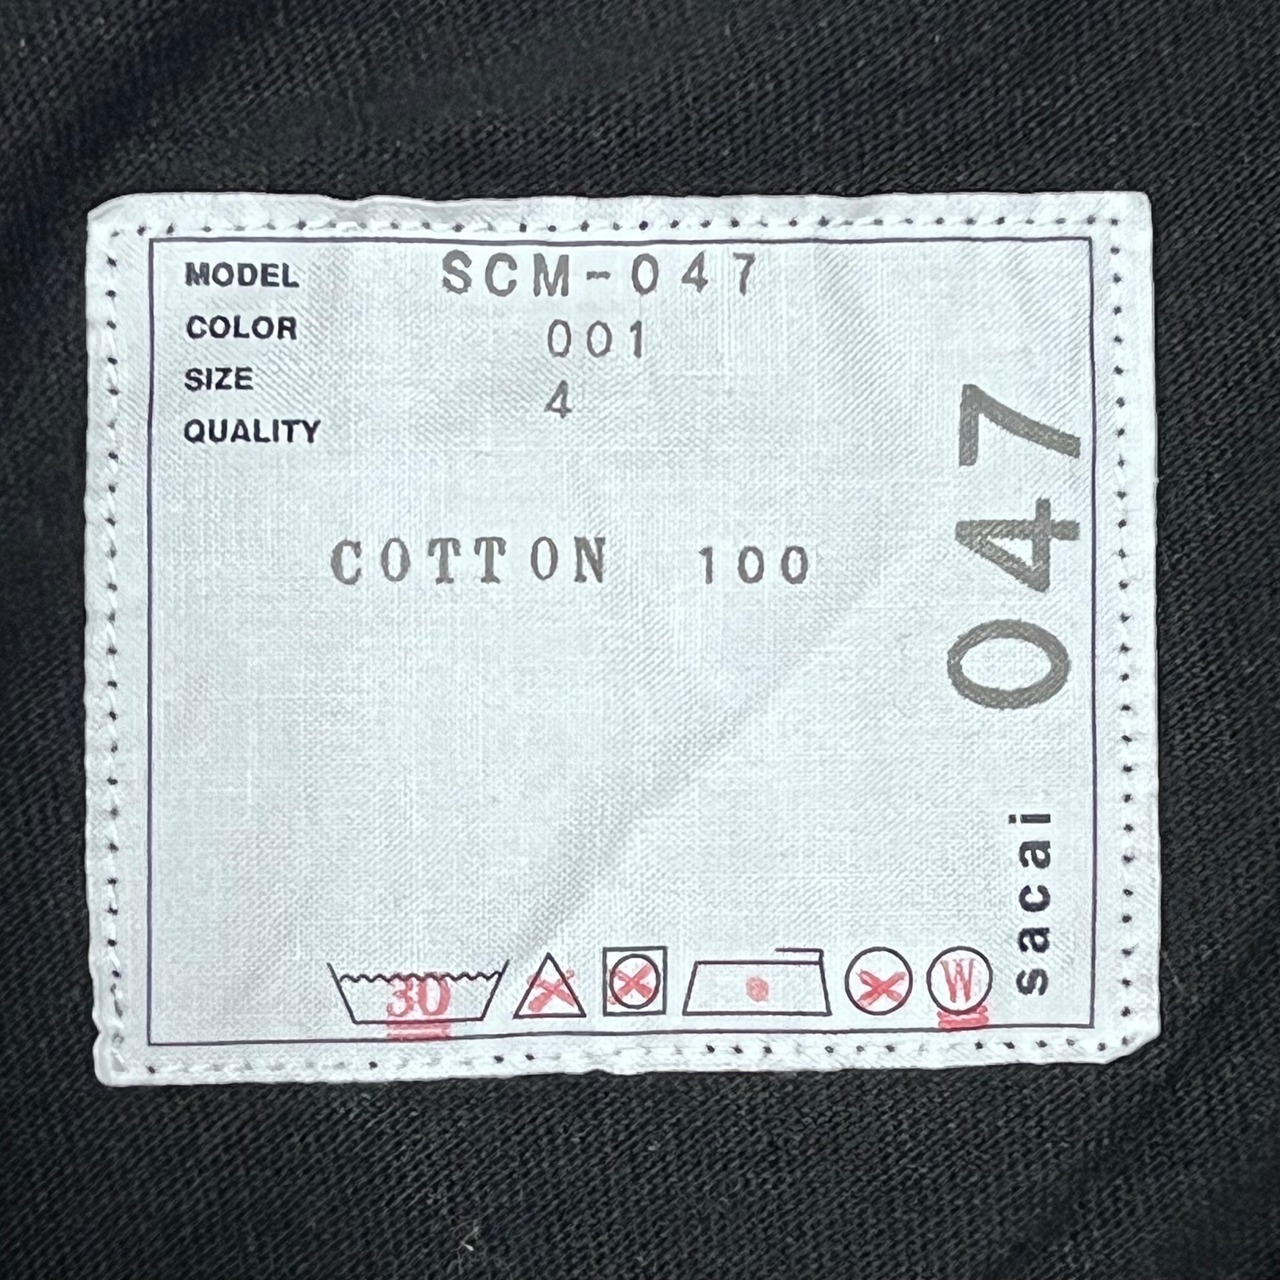 MODEL SCM-047
COLOR 001
SIZE 4
QUALITY
COTTON 100
sacai 047
30
W